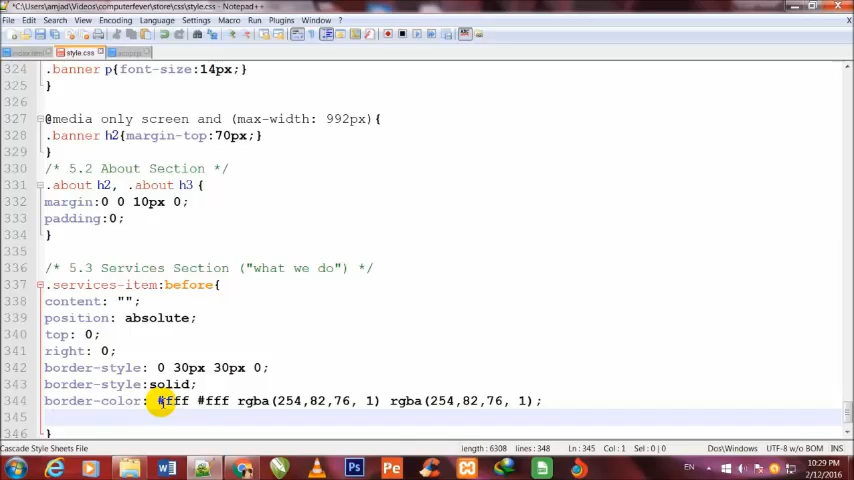 *C:\Users\amjad\Videos\computerfever\store\css\style.css - Notepad++
File Edit Search View Encoding Language Settings Macro Run Plugins Window ?
index.html style.css
324 .banner p{font-size:14px;}
325 }
326
327 @media only screen and (max-width: 992px){
328 .banner h2{margin-top:70px;}
329 }
330 /* 5.2 About Section */
331 .about h2, .about h3 {
332 margin:0 0 10px 0;
333 padding:0;
334 }
335
336 /* 5.3 Services Section ("what we do") */
337 .services-item:before{
338 content: "";
339 position: absolute;
340 top: 0;
341 right: 0;
342 border-style: 0 30px 30px 0;
343 border-style:solid;
344 border-color: #fff #fff rgba(254,82,76, 1) rgba(254,82,76, 1);
345
346 }
Cascade Style Sheets File length : 6308 lines : 348 Ln : 345 Col : 1 Sel : 0 | 0 Dos\Windows UTF-8 w/o BOM INS
EN 10:29 PM
2/12/2016